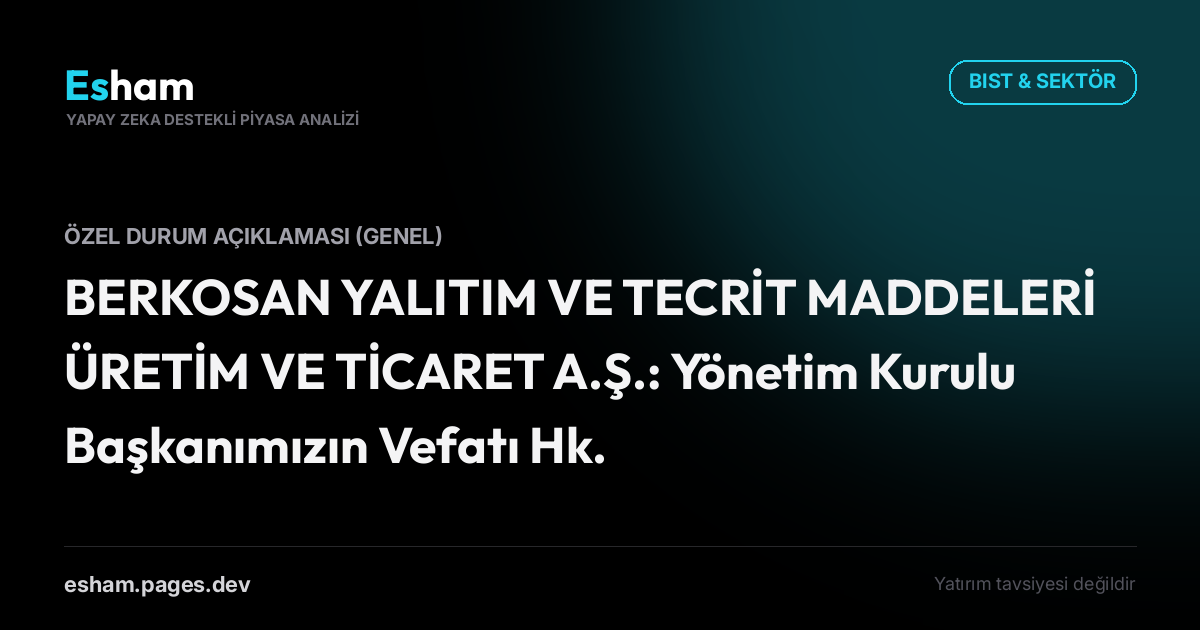 Esham
BIST & SEKTÖR
YAPAY ZEKA DESTEKLİ PİYASA ANALİZİ
ÖZEL DURUM AÇIKLAMASI (GENEL)
BERKOSAN YALITIM VE TECRİT MADDELERİ
ÜRETİM VE TİCARET A.Ş.: Yönetim Kurulu
Başkanımızın Vefatı Hk.
esham.pages.dev
Yatırım tavsiyesi değildir